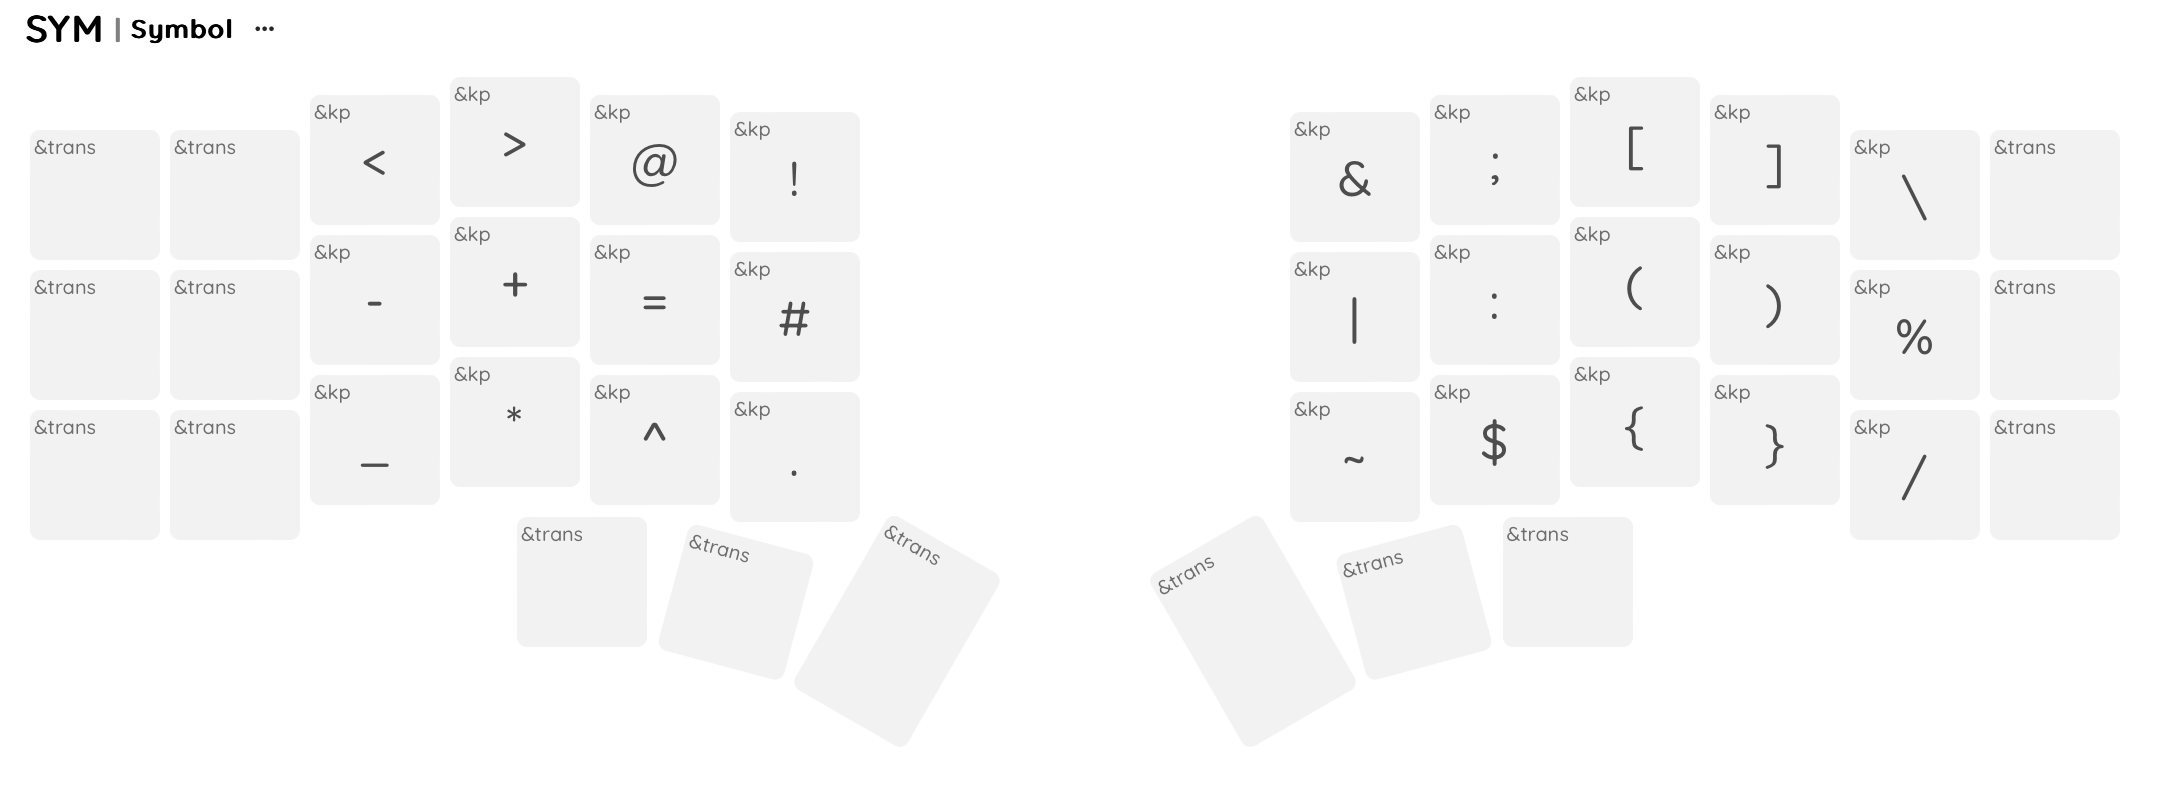 SYM | Symbol ...
&trans &trans &kp < &kp > &kp @ &kp ! &kp & &kp ; &kp [ &kp ] &kp \ &trans
&trans &trans &kp - &kp + &kp = &kp # &kp | &kp : &kp ( &kp ) &kp % &trans
&trans &trans &kp _ &kp * &kp ^ &kp . &kp ~ &kp $ &kp { &kp } &kp / &trans
&trans &trans &trans &trans &trans &trans